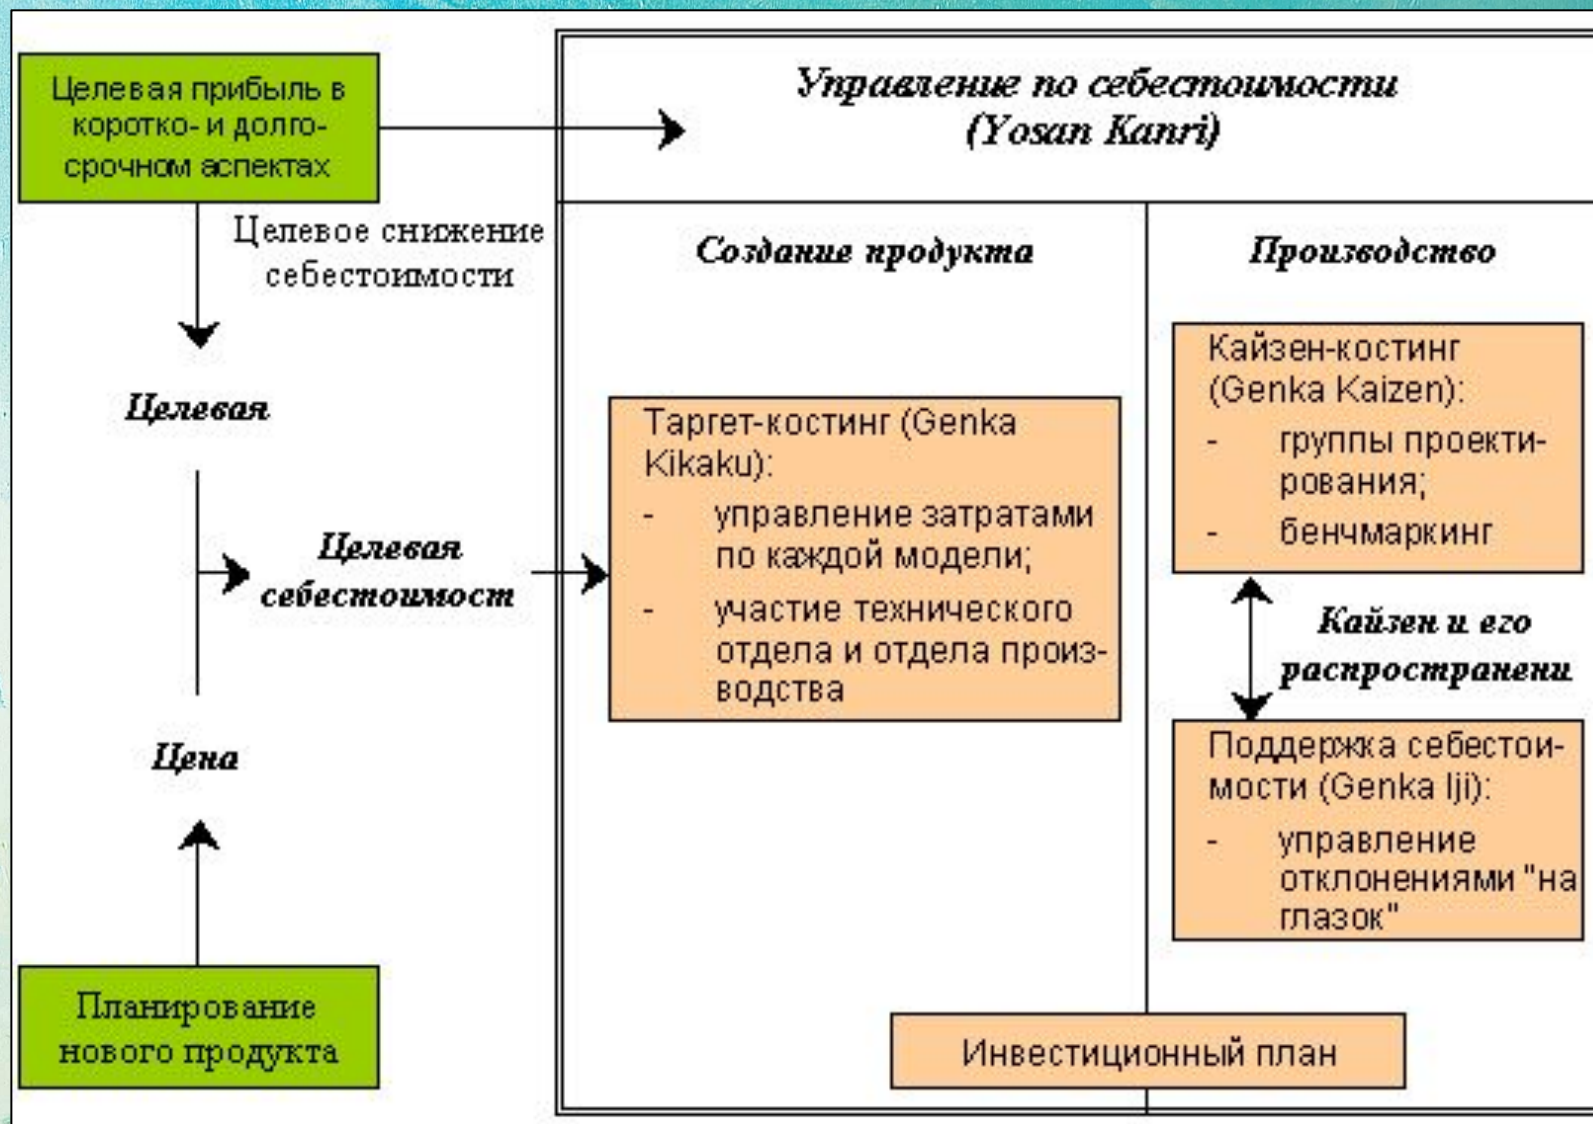 Целевая прибыль в
коротко- и долго-
срочном аспектах
Целевое снижение
себестоимости
Целевая
Целевая
себестоимост
Цена
Планирование
нового продукта
Управление по себестоимости
(Yosan Kanri)
Создание продукта
Таргет-костинг (Genka
Kikaku):
- управление затратами
по каждой модели;
- участие технического
отдела и отдела произ-
водства
Производство
Кайзен-костинг
(Genka Kaizen):
- группы проекти-
рования;
- бенчмаркинг
Кайзен и его
распространени
Поддержка себестои-
мости (Genka Iji):
- управление
отклонениями "на
глазок"
Инвестиционный план